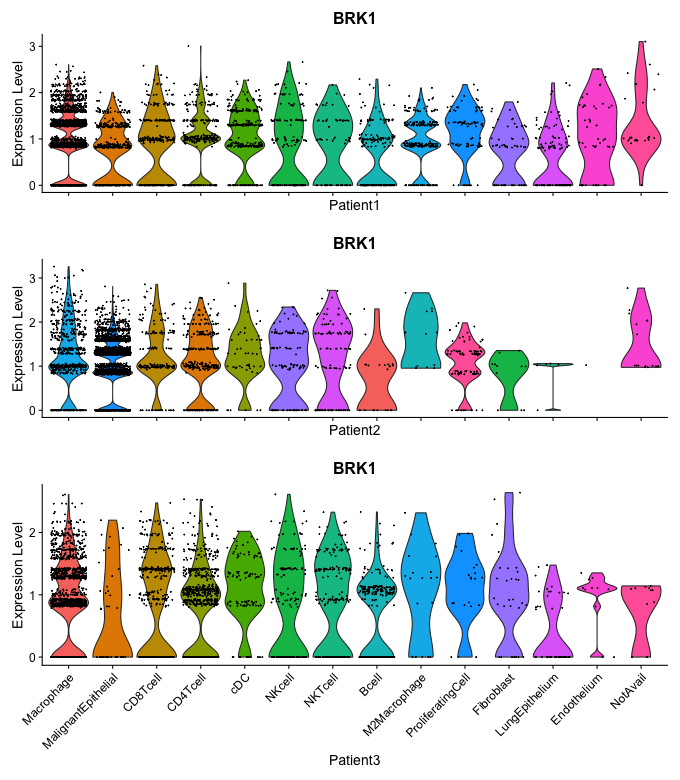 BRK1
Expression Level
3
2
1
0
Patient1
BRK1
Expression Level
3
2
1
0
Patient2
BRK1
Expression Level
2
1
0
Macrophage
MalignantEpithelial
CD8Tcell
CD4Tcell
cDC
NKcell
NKTcell
Bcell
M2Macrophage
ProliferatingCell
Fibroblast
LungEpithelium
Endothelium
NotAvail
Patient3